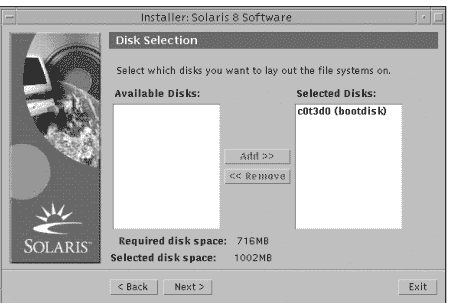 Installer: Solaris 8 Software
Disk Selection
Select which disks you want to lay out the file systems on.
Available Disks:
Selected Disks:
c0t3d0 (bootdisk)
Add >>
<< Remove
SOLARIS™
Required disk space: 716MB
Selected disk space: 1002MB
< Back
Next >
Exit